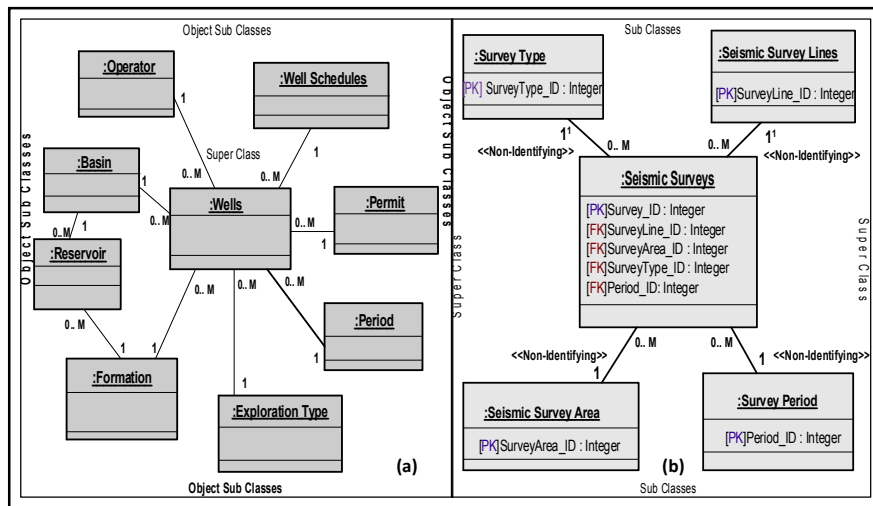 Object Sub Classes
:Operator
:Well Schedules
1
1
Object Sub Classes
Object Sub Classes
Super Class
:Basin
1
0.. M
0.. M
0.. M
:Wells
:Permit
0.. M
1
1
0.. M
:Reservoir
0.. M
0.. M
0.. M
0.. M
:Period
1
1
1
1
:Formation
:Exploration Type
(a)
Object Sub Classes
Sub Classes
:Survey Type
[PK] SurveyType_ID : Integer
:Seismic Survey Lines
[PK]SurveyLine_ID : Integer
1¹
0.. M
<<Non-Identifying>>
1¹
0.. M
<<Non-Identifying>>
:Seismic Surveys
[PK]Survey_ID : Integer
[FK]SurveyLine_ID : Integer
[FK]SurveyArea_ID : Integer
[FK]SurveyType_ID : Integer
[FK]Period_ID: Integer
Super Class
Super Class
0.. M
0.. M
<<Non-Identifying>>
1
1
<<Non-Identifying>>
:Seismic Survey Area
[PK]SurveyArea_ID : Integer
:Survey Period
[PK]Period_ID : Integer
(b)
Sub Classes